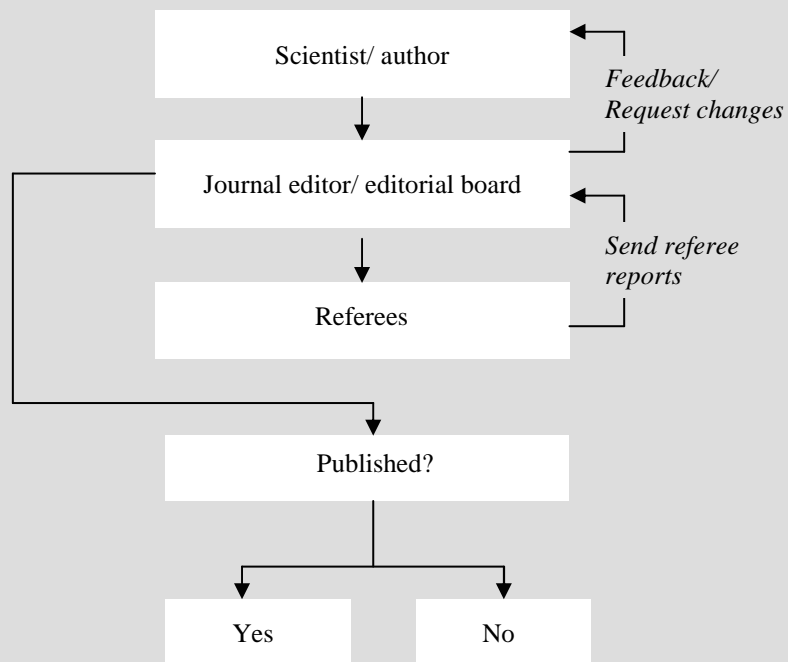 Scientist/ author
Feedback/
Request changes
Journal editor/ editorial board
Send referee
reports
Referees
Published?
Yes
No